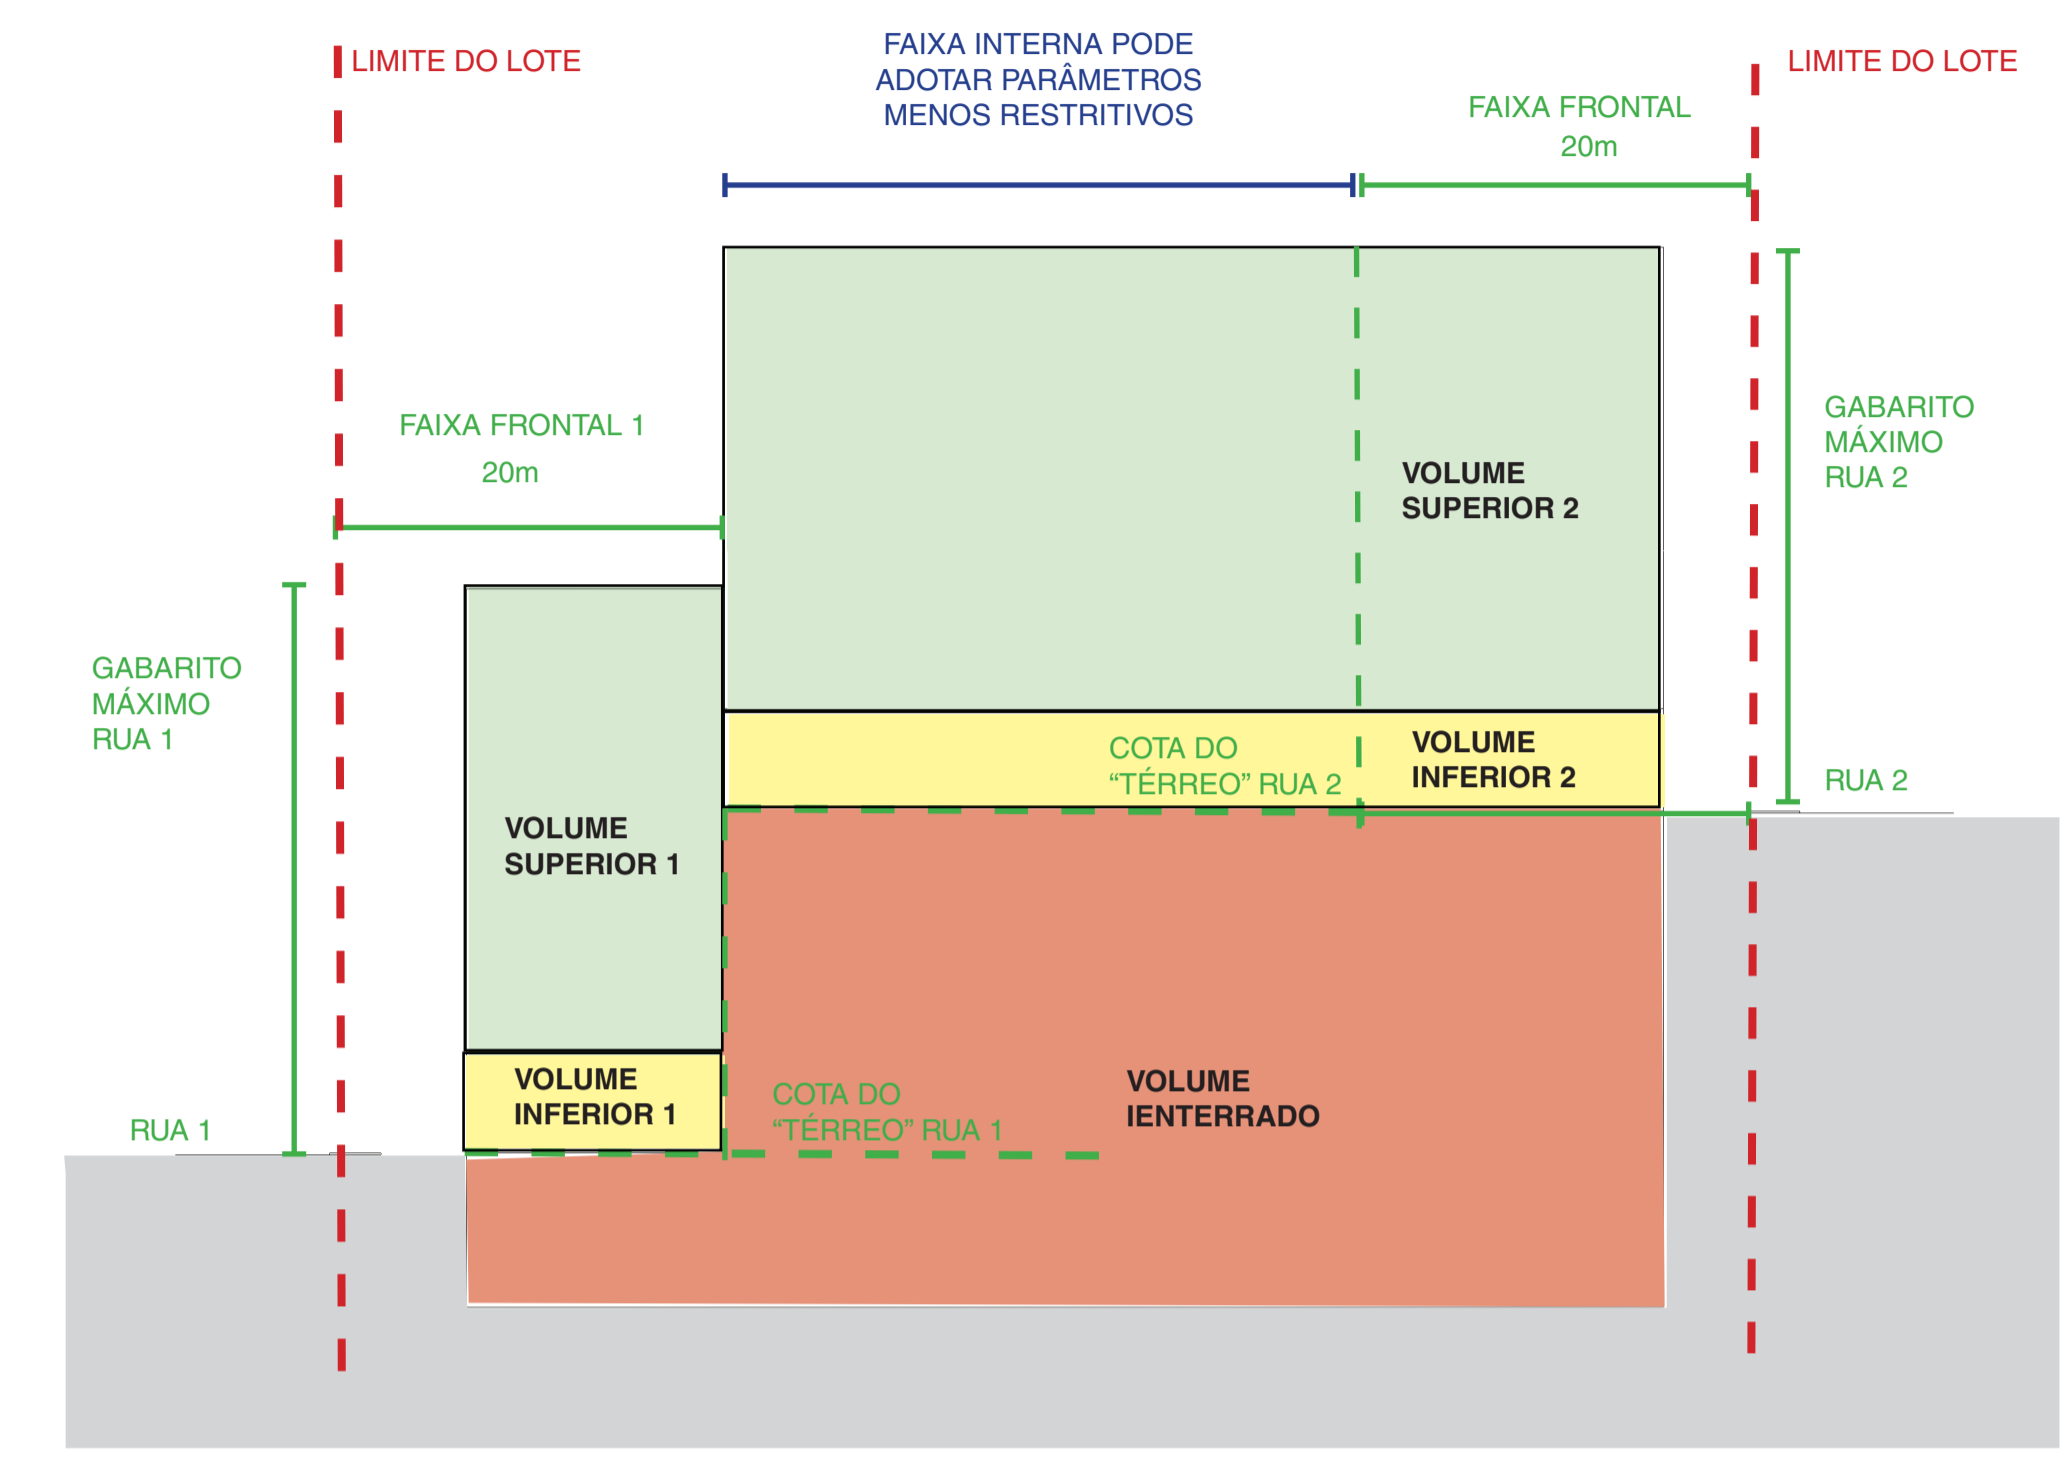 LIMITE DO LOTE
FAIXA INTERNA PODE
ADOTAR PARÂMETROS
MENOS RESTRITIVOS
LIMITE DO LOTE
FAIXA FRONTAL
20m
FAIXA FRONTAL 1
20m
GABARITO
MÁXIMO
RUA 2
VOLUME
SUPERIOR 2
GABARITO
MÁXIMO
RUA 1
COTA DO
“TÉRREO” RUA 2
VOLUME
INFERIOR 2
RUA 2
VOLUME
SUPERIOR 1
VOLUME
INFERIOR 1
COTA DO
“TÉRREO” RUA 1
VOLUME
IENTERRADO
RUA 1